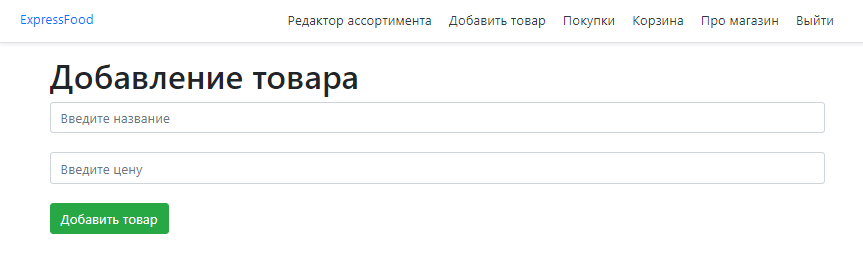 ExpressFood Редактор ассортимента Добавить товар Покупки Корзина Про магазин Выйти
Добавление товара
Введите название
Введите цену
Добавить товар